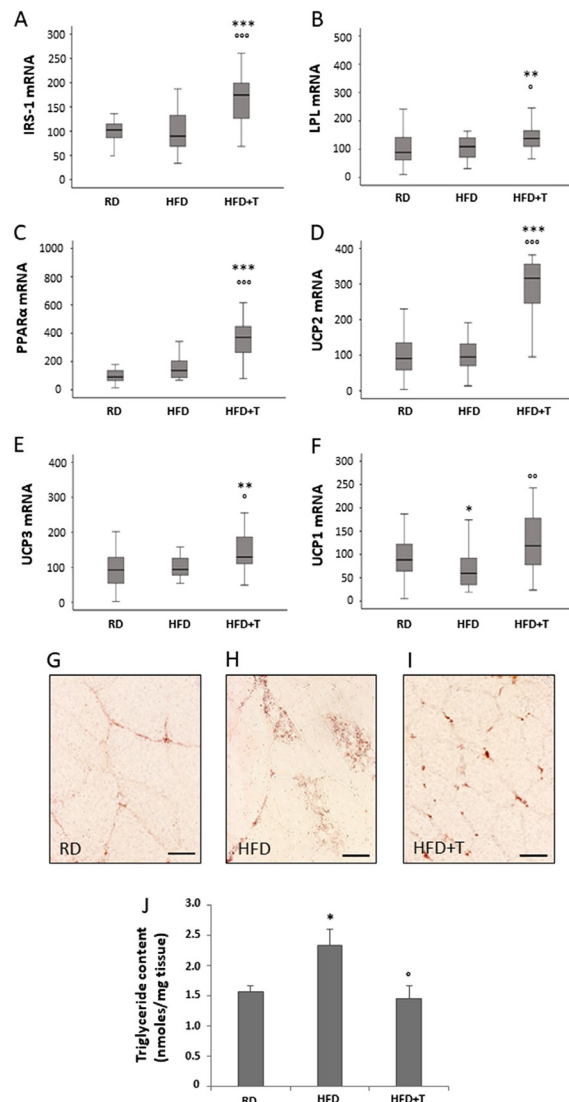 A
B
IRS-1 mRNA
300
250
200
150
100
50
0
***
°°°
RD HFD HFD+T
LPL mRNA
500
400
300
200
100
0
**
°
RD HFD HFD+T
C
D
PPARα mRNA
1000
800
600
400
200
0
***
°°°
RD HFD HFD+T
UCP2 mRNA
400
300
200
100
0
***
°°°
RD HFD HFD+T
E
F
UCP3 mRNA
400
300
200
100
0
**
°
RD HFD HFD+T
UCP1 mRNA
300
250
200
150
100
50
0
*
°°
RD HFD HFD+T
G
H
I
RD
HFD
HFD+T
J
Triglyceride content
(nmoles/mg tissue)
3.0
2.5
2.0
1.5
1.0
0.5
0
*
°
RD HFD HFD+T